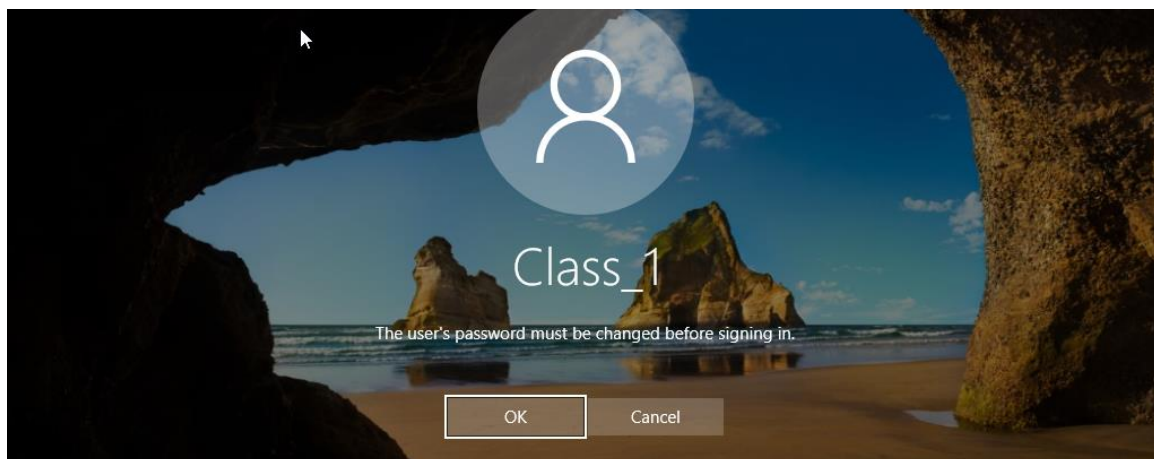 Class_1
The user's password must be changed before signing in.
OK Cancel